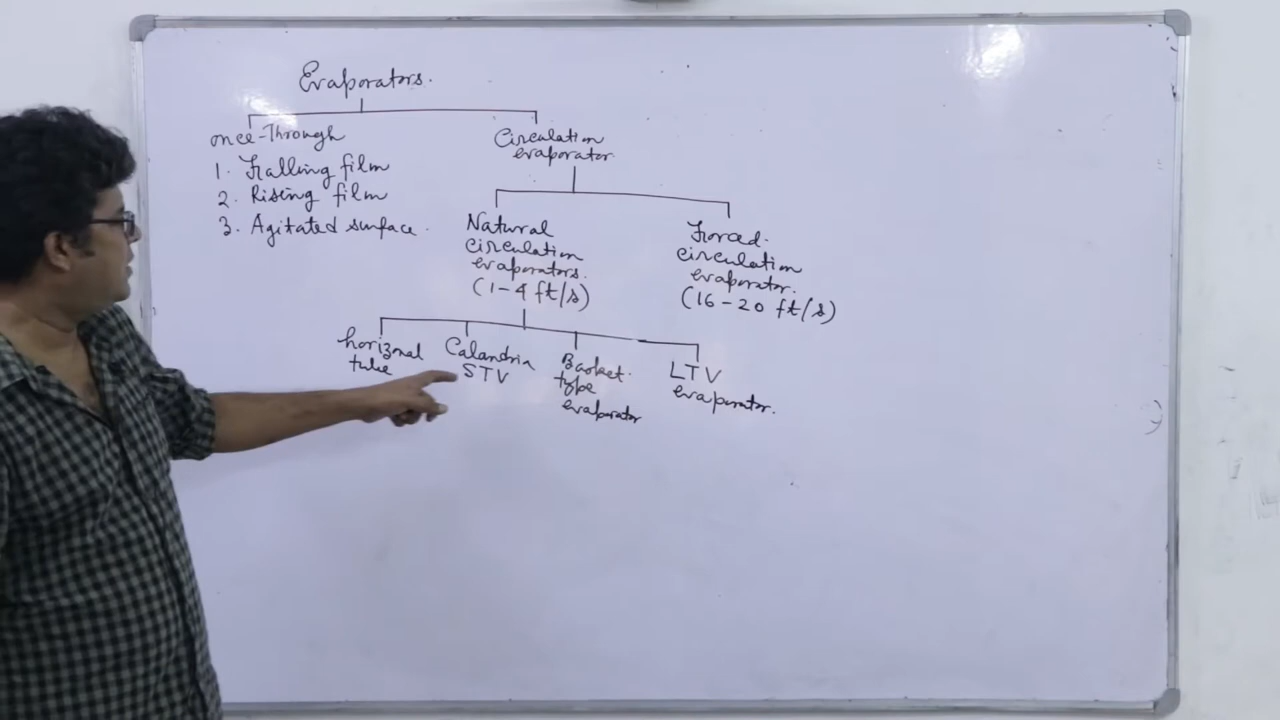 Evaporators.
once-Through
1. Falling film
2. Rising film
3. Agitated surface.
Circulation
evaporator.
Natural
circulation
evaporators.
(1-4 ft/s)
Forced.
circulation
evaporator.
(16-20 ft/s)
horizonal
tube
Calandria
STV
Basket.
type
evaporator
LTV
evaporator.